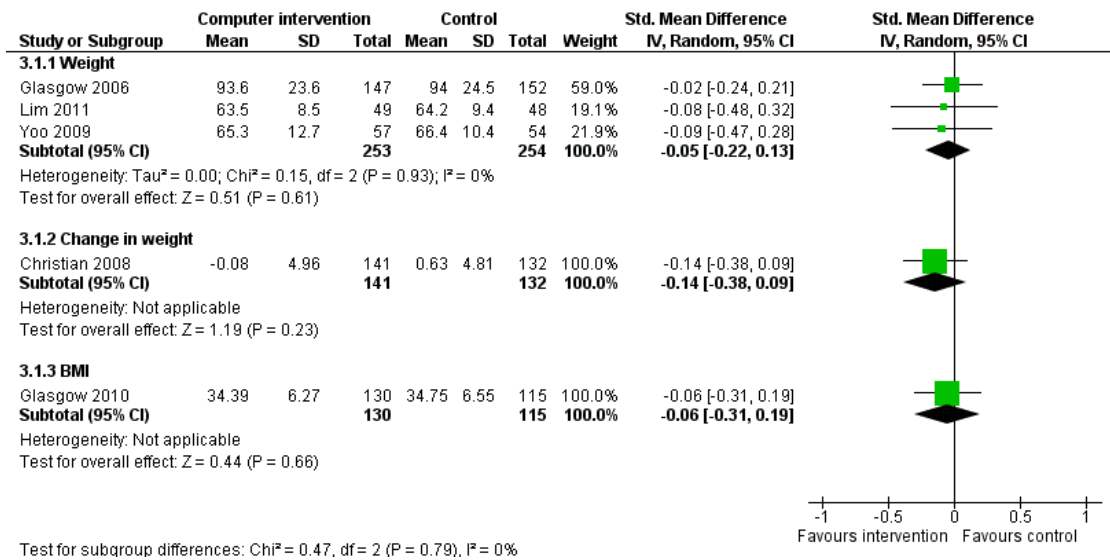 Computer intervention Control Std. Mean Difference Std. Mean Difference
Study or Subgroup Mean SD Total Mean SD Total Weight IV, Random, 95% CI IV, Random, 95% CI
3.1.1 Weight
Glasgow 2006 93.6 23.6 147 94 24.5 152 59.0% -0.02 [-0.24, 0.21]
Lim 2011 63.5 8.5 49 64.2 9.4 48 19.1% -0.08 [-0.48, 0.32]
Yoo 2009 65.3 12.7 57 66.4 10.4 54 21.9% -0.09 [-0.47, 0.28]
Subtotal (95% CI) 253 254 100.0% -0.05 [-0.22, 0.13]
Heterogeneity: Tau² = 0.00; Chi² = 0.15, df = 2 (P = 0.93); I² = 0%
Test for overall effect: Z = 0.51 (P = 0.61)
3.1.2 Change in weight
Christian 2008 -0.08 4.96 141 0.63 4.81 132 100.0% -0.14 [-0.38, 0.09]
Subtotal (95% CI) 141 132 100.0% -0.14 [-0.38, 0.09]
Heterogeneity: Not applicable
Test for overall effect: Z = 1.19 (P = 0.23)
3.1.3 BMI
Glasgow 2010 34.39 6.27 130 34.75 6.55 115 100.0% -0.06 [-0.31, 0.19]
Subtotal (95% CI) 130 115 100.0% -0.06 [-0.31, 0.19]
Heterogeneity: Not applicable
Test for overall effect: Z = 0.44 (P = 0.66)
-1 -0.5 0 0.5 1
Favours intervention Favours control
Test for subgroup differences: Chi² = 0.47, df = 2 (P = 0.79), I² = 0%